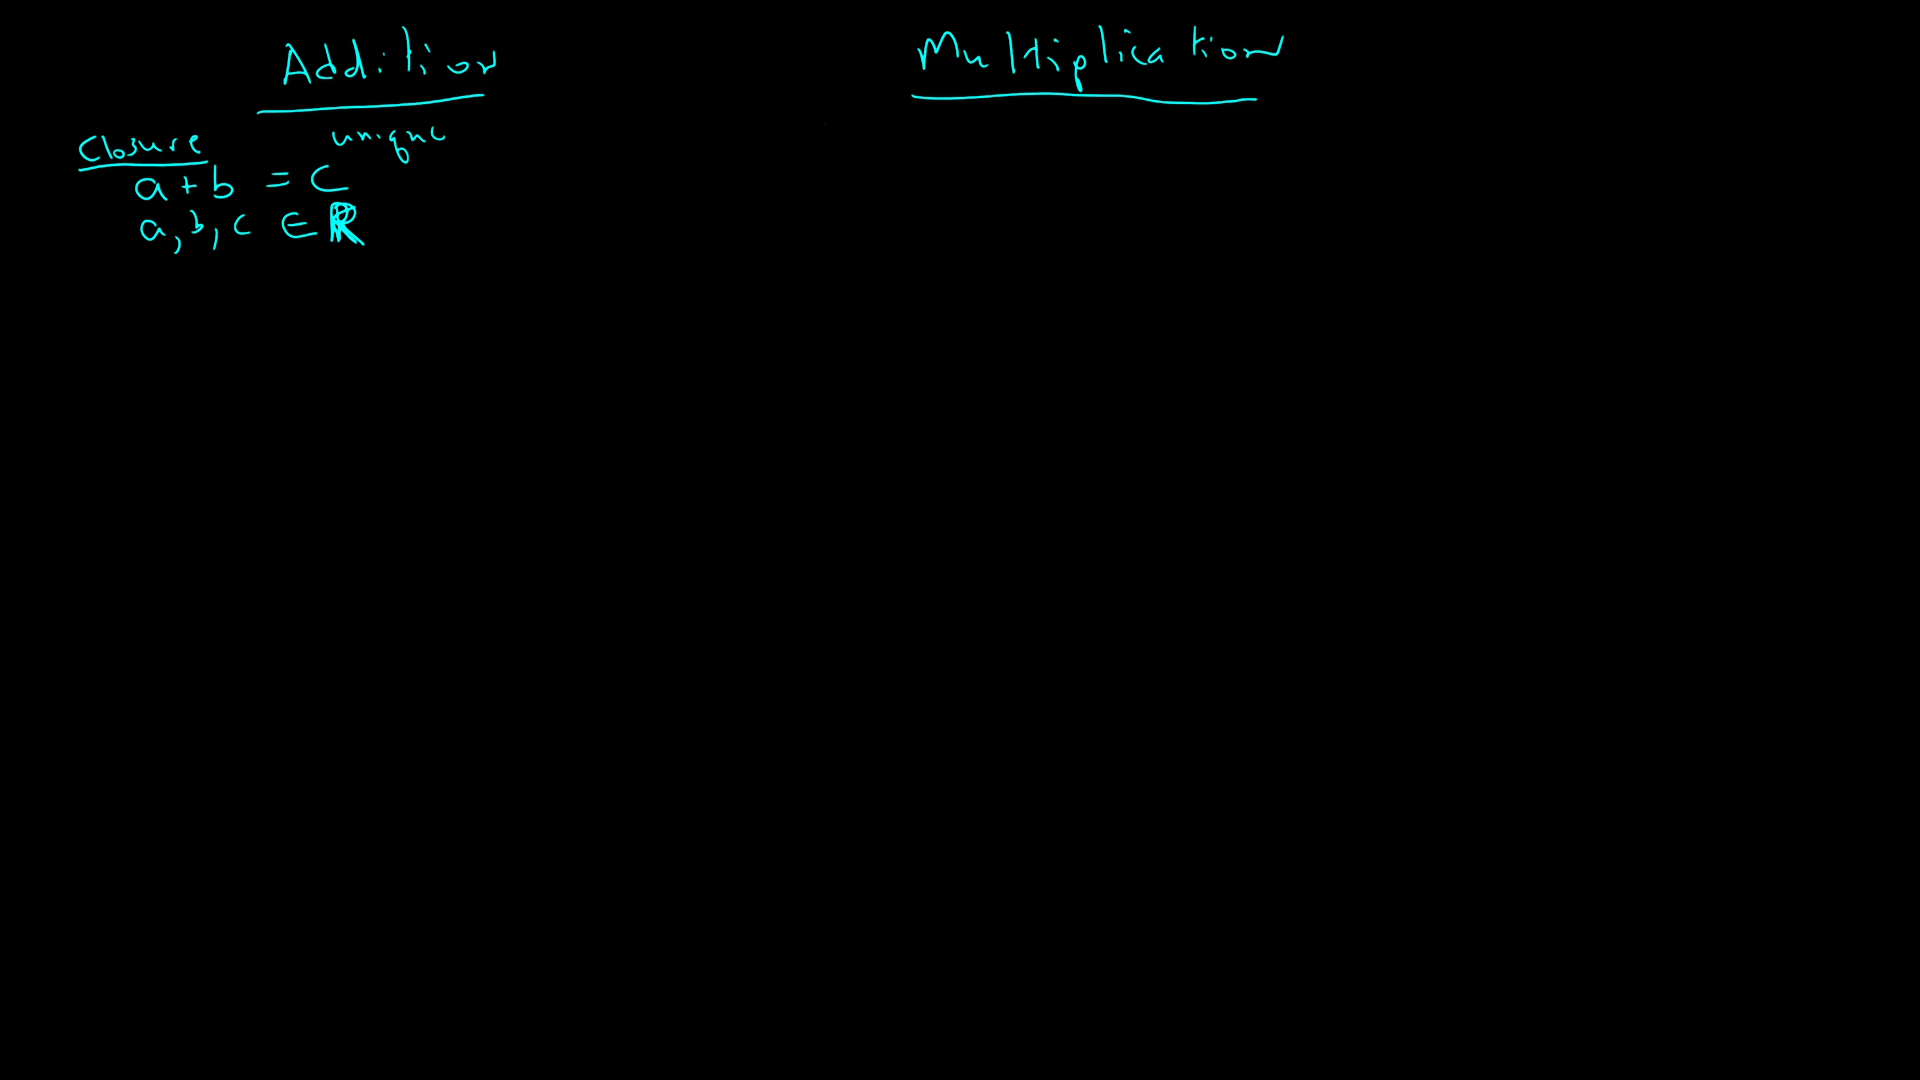 Addition
Multiplication
unique
Closure
a + b = C
a, b, c ∈ ℝ